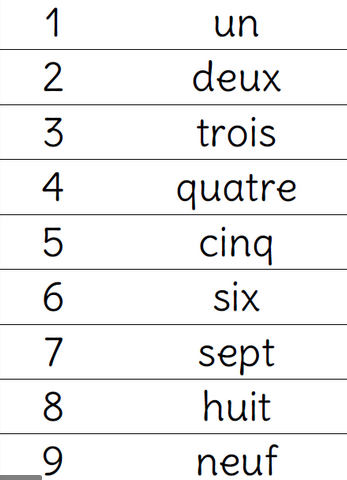 1 un
2 deux
3 trois
4 quatre
5 cinq
6 six
7 sept
8 huit
9 neuf